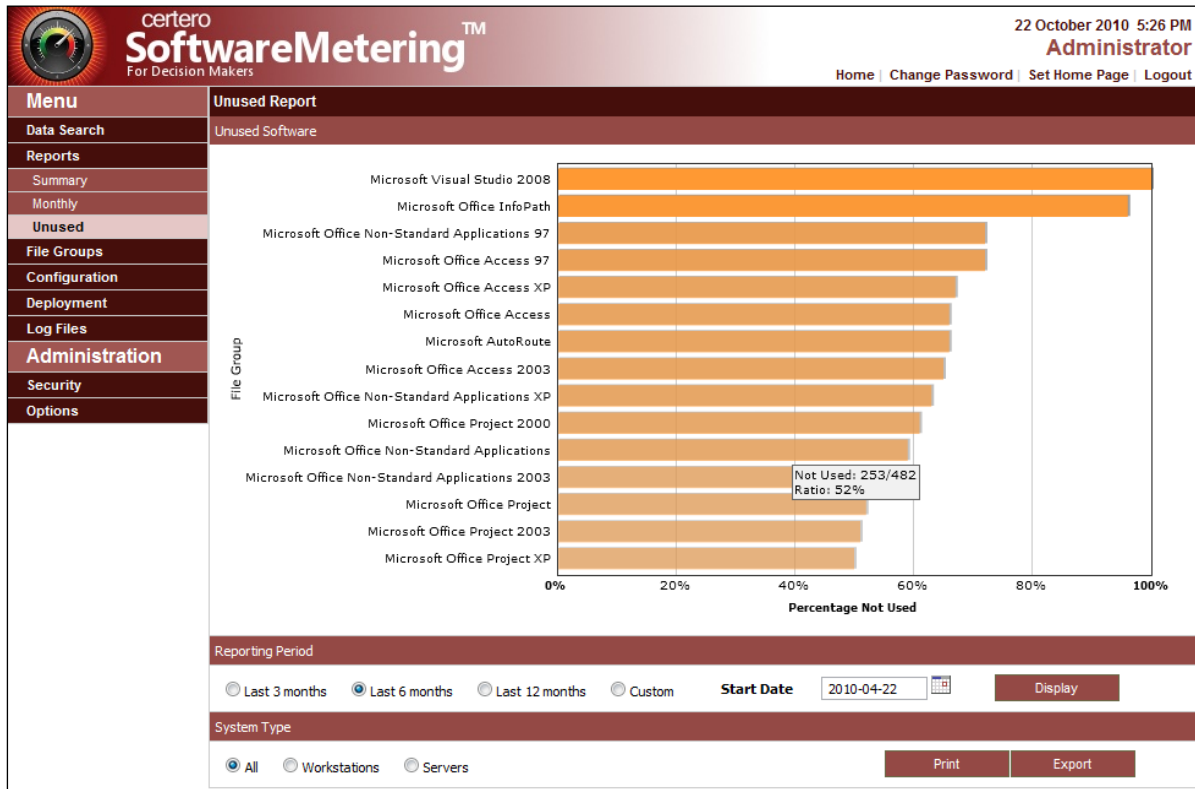 certero
SoftwareMetering™
For Decision Makers
22 October 2010 5:26 PM
Administrator
Home | Change Password | Set Home Page | Logout
Menu
Data Search
Reports
Summary
Monthly
Unused
File Groups
Configuration
Deployment
Log Files
Administration
Security
Options
Unused Report
Unused Software
File Group
Microsoft Visual Studio 2008
Microsoft Office InfoPath
Microsoft Office Non-Standard Applications 97
Microsoft Office Access 97
Microsoft Office Access XP
Microsoft Office Access
Microsoft AutoRoute
Microsoft Office Access 2003
Microsoft Office Non-Standard Applications XP
Microsoft Office Project 2000
Microsoft Office Non-Standard Applications
Microsoft Office Non-Standard Applications 2003
Microsoft Office Project
Microsoft Office Project 2003
Microsoft Office Project XP
Not Used: 253/482
Ratio: 52%
0% 20% 40% 60% 80% 100%
Percentage Not Used
Reporting Period
Last 3 months Last 6 months Last 12 months Custom Start Date 2010-04-22 Display
System Type
All Workstations Servers Print Export